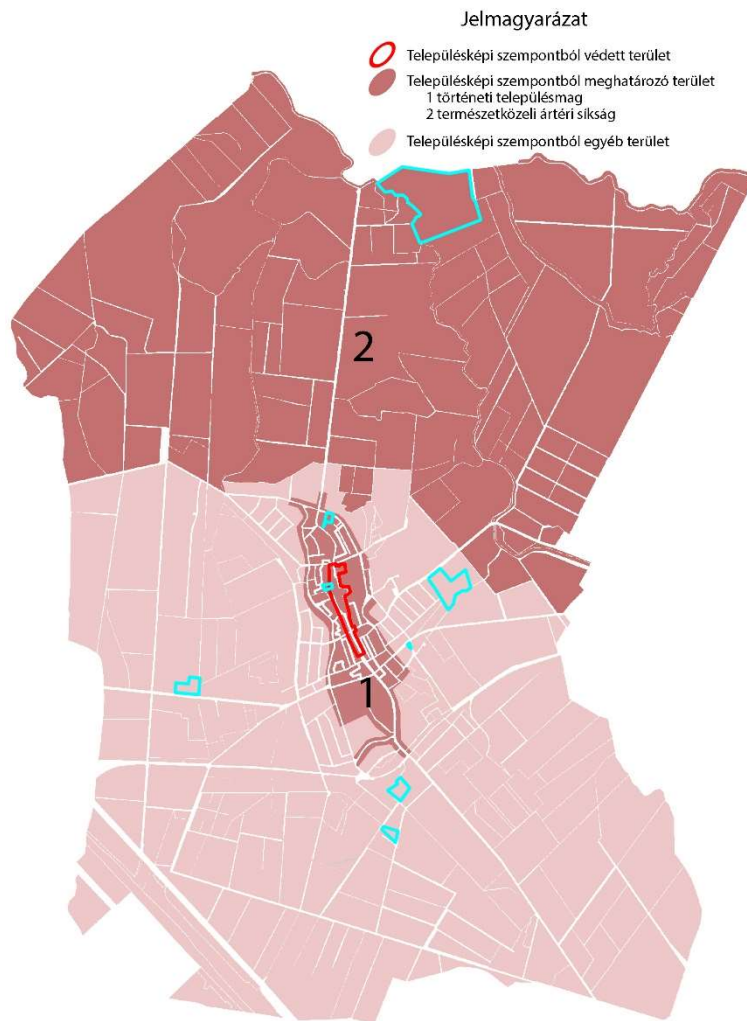 Jelmagyarázat
Településképi szempontból védett terület
Településképi szempontból meghatározó terület
1 történeti településmag
2 természetközeli ártéri síkság
Településképi szempontból egyéb terület
2
1